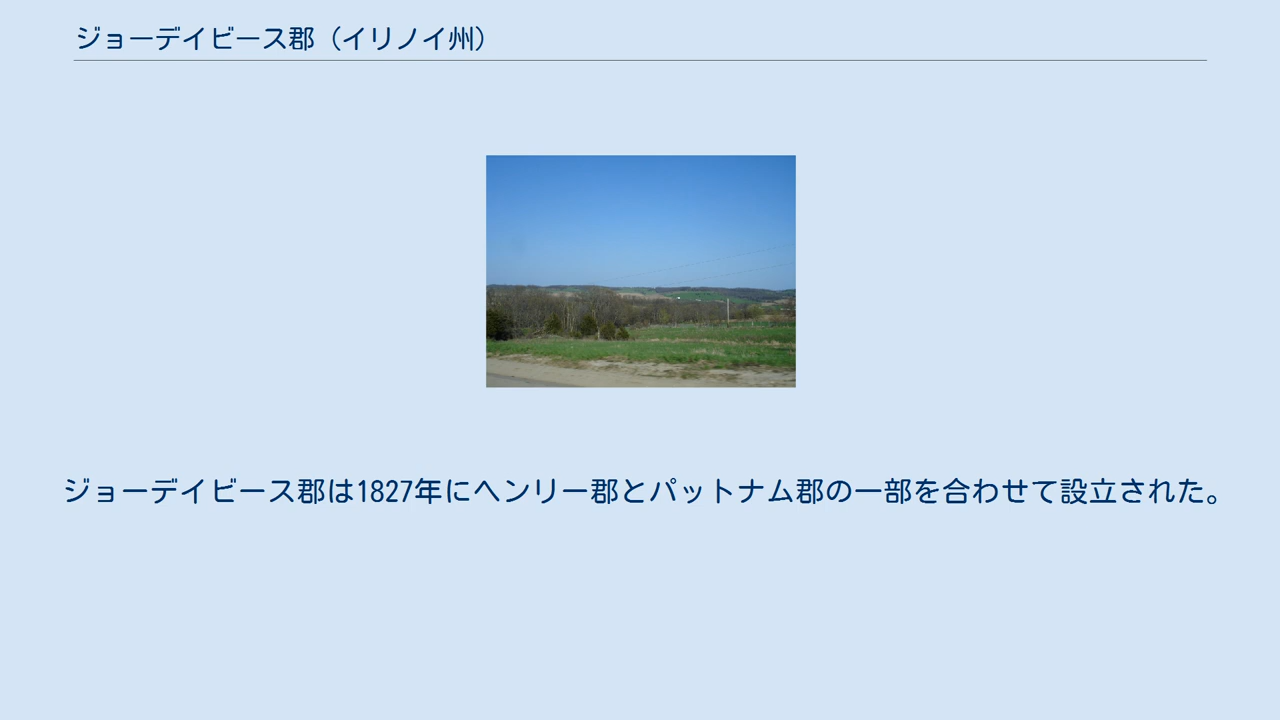 ジョーデイビース郡（イリノイ州）
ジョーデイビース郡は1827年にヘンリー郡とパットナム郡の一部を合わせて設立された。